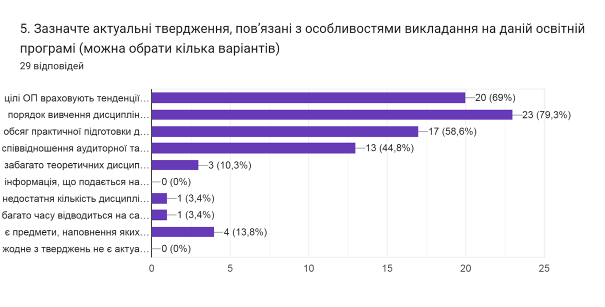 5. Зазначте актуальні твердження, пов’язані з особливостями викладання на даній освітній
програмі (можна обрати кілька варіантів)
29 відповідей
цілі ОП враховують тенденції… 20 (69%)
порядок вивчення дисциплін… 23 (79,3%)
обсяг практичної підготовки д… 17 (58,6%)
співвідношення аудиторної та… 13 (44,8%)
забагато теоретичних дисцип… 3 (10,3%)
інформація, що подається на… 0 (0%)
недостатня кількість дисциплі… 1 (3,4%)
багато часу відводиться на са… 1 (3,4%)
є предмети, наповнення яких… 4 (13,8%)
жодне з тверджень не є актуа… 0 (0%)
0 5 10 15 20 25